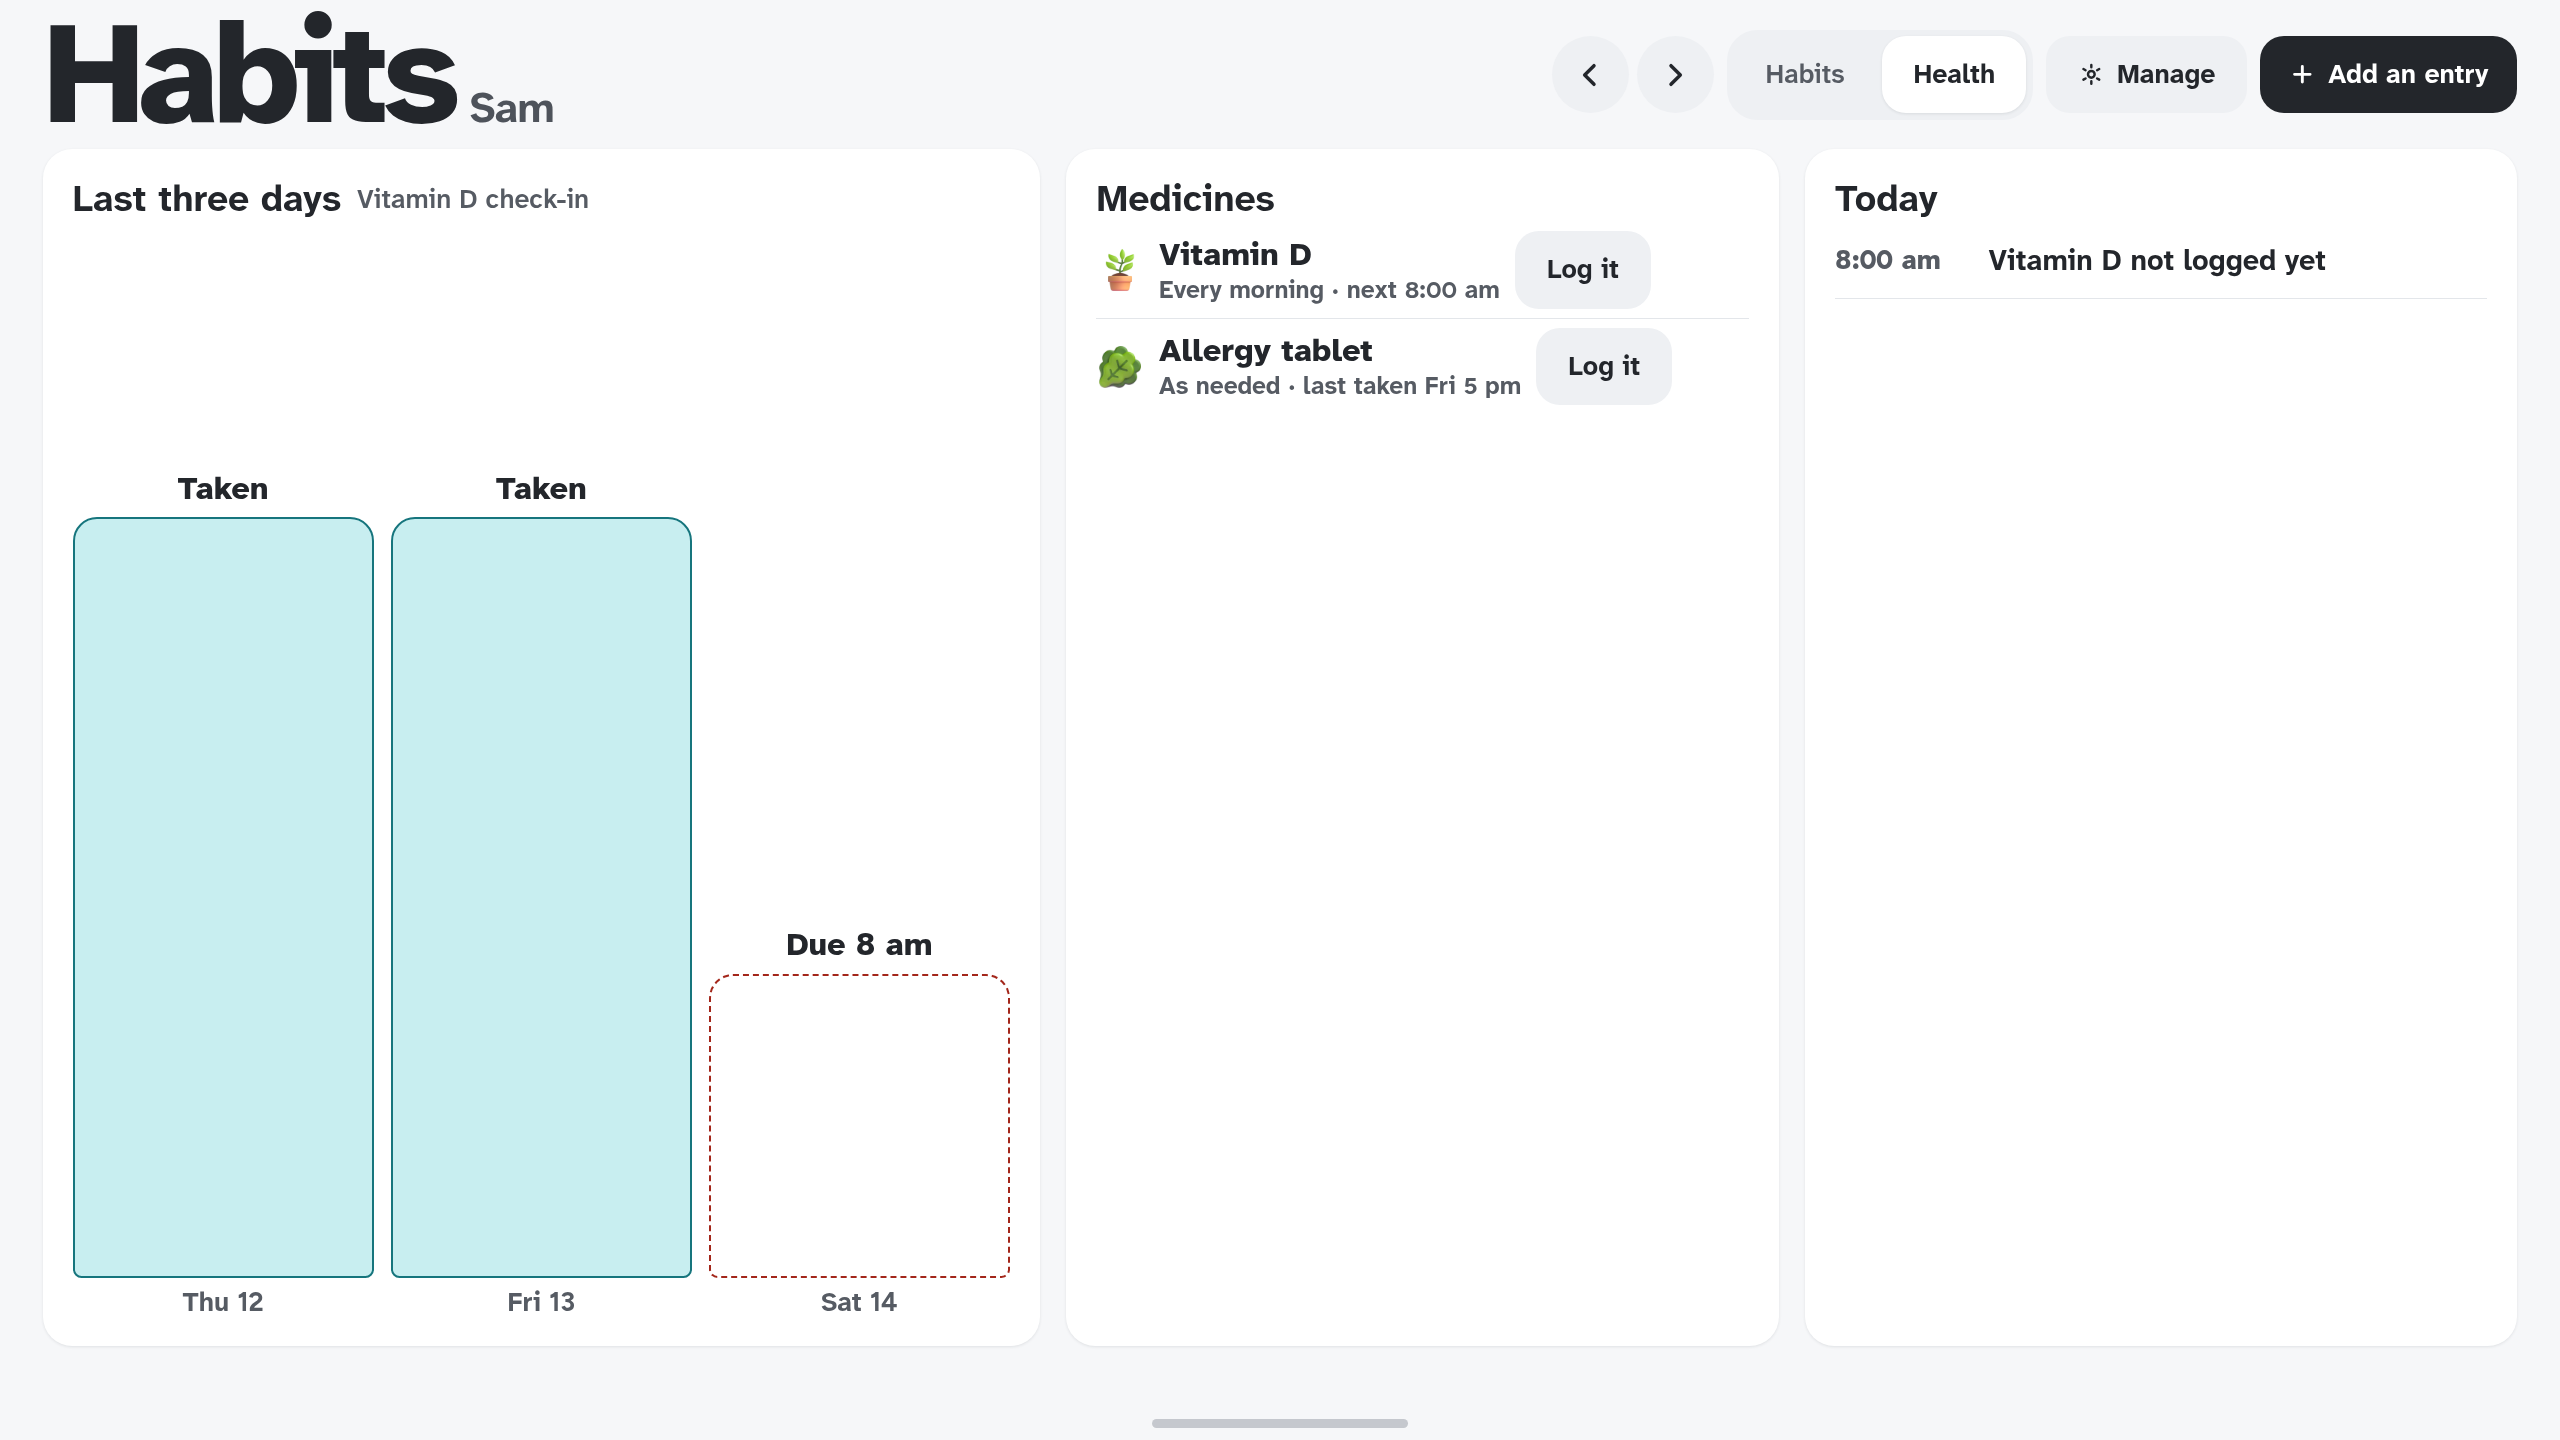 Habits Sam
Habits
Health
Manage
+ Add an entry
Last three days Vitamin D check-in
Taken
Taken
Due 8 am
Thu 12
Fri 13
Sat 14
Medicines
Vitamin D
Every morning · next 8:00 am
Log it
Allergy tablet
As needed · last taken Fri 5 pm
Log it
Today
8:00 am Vitamin D not logged yet